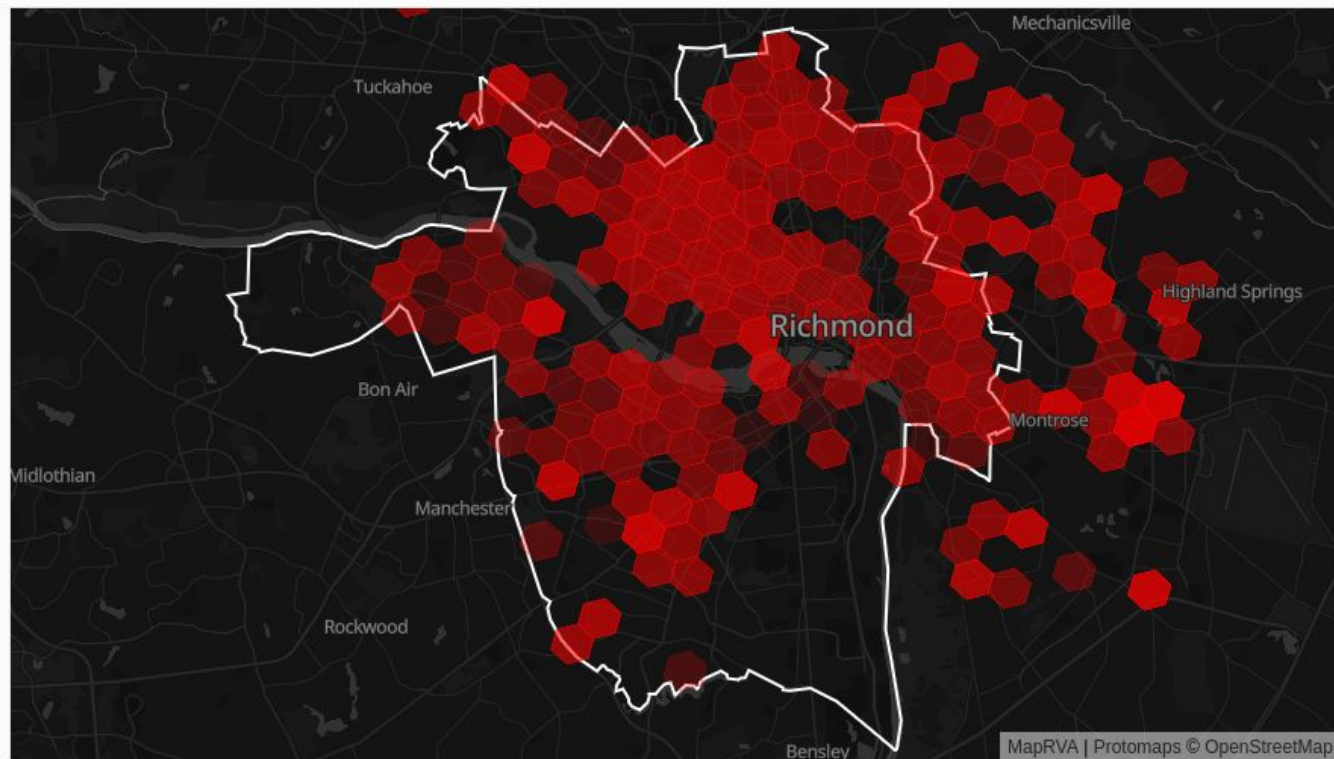 Mechanicsville
Tuckahoe
Highland Springs
Richmond
Bon Air
Montrose
Midlothian
Manchester
Rockwood
Bensley
MapRVA | Protomaps © OpenStreetMap